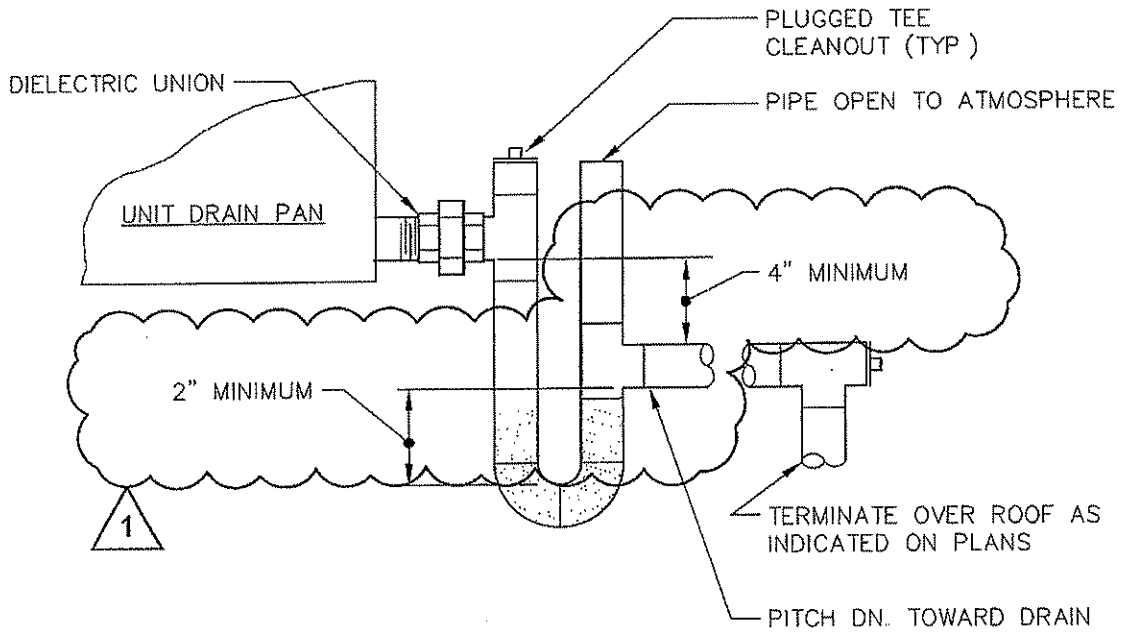 PLUGGED TEE
CLEANOUT (TYP )
DIELECTRIC UNION
PIPE OPEN TO ATMOSPHERE
UNIT DRAIN PAN
4" MINIMUM
2" MINIMUM
1
TERMINATE OVER ROOF AS
INDICATED ON PLANS
PITCH DN.. TOWARD DRAIN